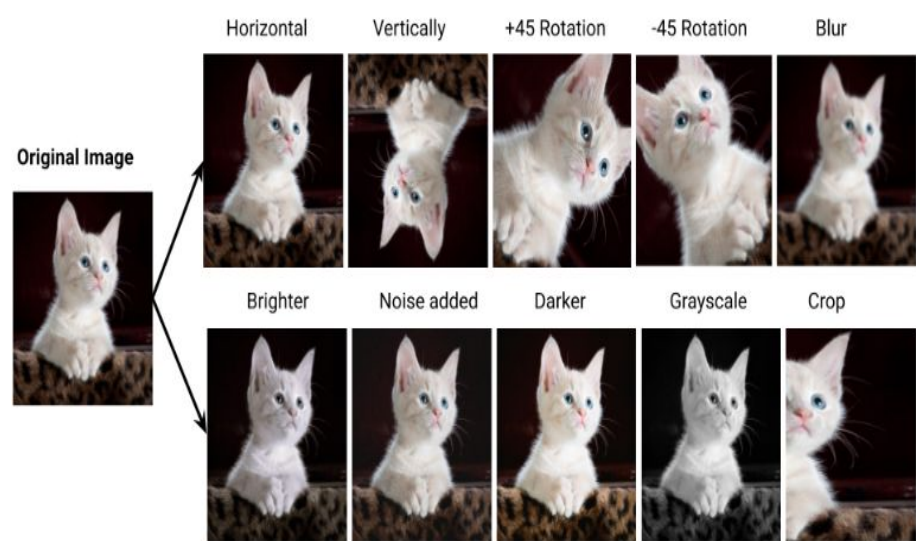 Horizontal Vertically +45 Rotation -45 Rotation Blur
Original Image
Brighter Noise added Darker Grayscale Crop